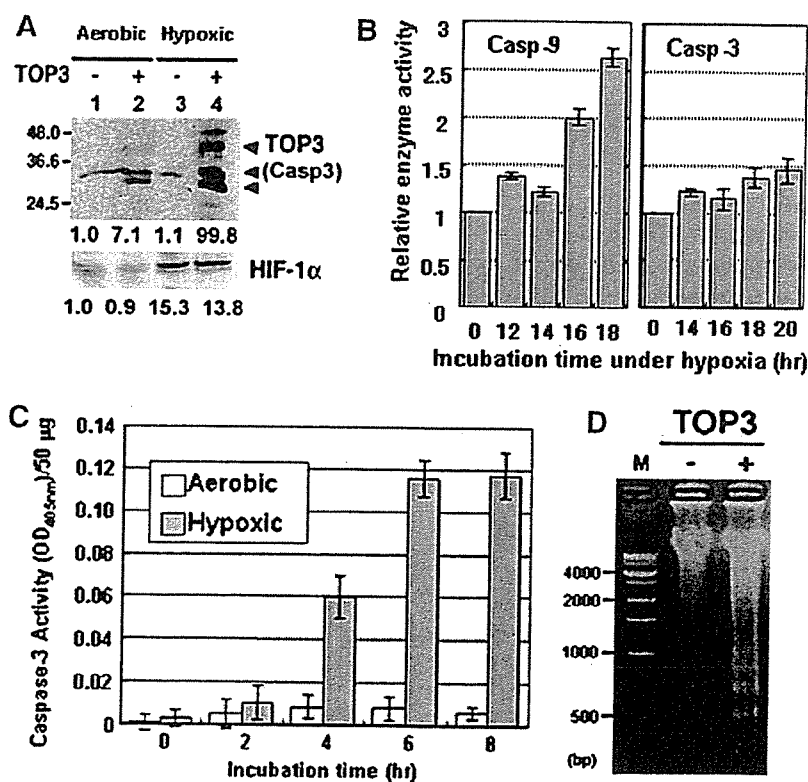 A
Aerobic Hypoxic
TOP3 - + - +
1 2 3 4
48.0
36.6
24.5
TOP3
(Casp3)
1.0 7.1 1.1 99.8
HIF-1α
1.0 0.9 15.3 13.8
B
Relative enzyme activity
3
2.5
2
1.5
1
0.5
0
Casp-9
Casp-3
0 12 14 16 18
0 14 16 18 20
Incubation time under hypoxia (hr)
C
Caspase-3 Activity (OD405nm)/50 µg
0.14
0.12
0.10
0.08
0.06
0.04
0.02
0
Aerobic
Hypoxic
0 2 4 6 8
Incubation time (hr)
D
TOP3
M - +
4000
2000
1000
500
(bp)